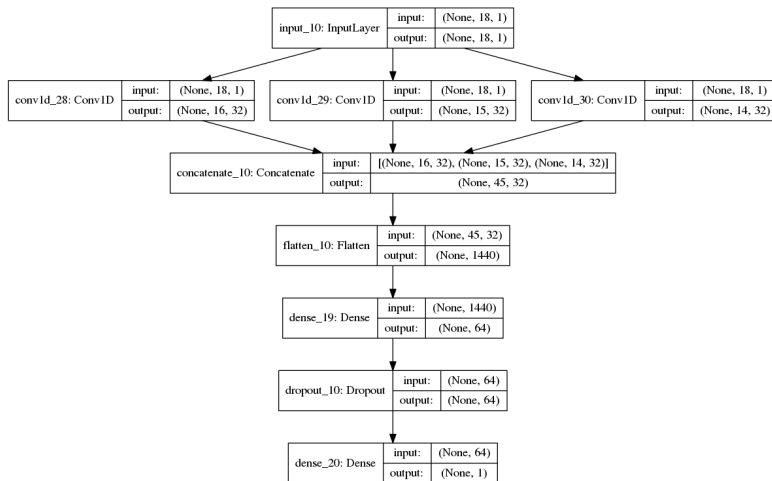 input_10: InputLayer
input: (None, 18, 1)
output: (None, 18, 1)
conv1d_28: Conv1D
input: (None, 18, 1)
output: (None, 16, 32)
conv1d_29: Conv1D
input: (None, 18, 1)
output: (None, 15, 32)
conv1d_30: Conv1D
input: (None, 18, 1)
output: (None, 14, 32)
concatenate_10: Concatenate
input: [(None, 16, 32), (None, 15, 32), (None, 14, 32)]
output: (None, 45, 32)
flatten_10: Flatten
input: (None, 45, 32)
output: (None, 1440)
dense_19: Dense
input: (None, 1440)
output: (None, 64)
dropout_10: Dropout
input: (None, 64)
output: (None, 64)
dense_20: Dense
input: (None, 64)
output: (None, 1)